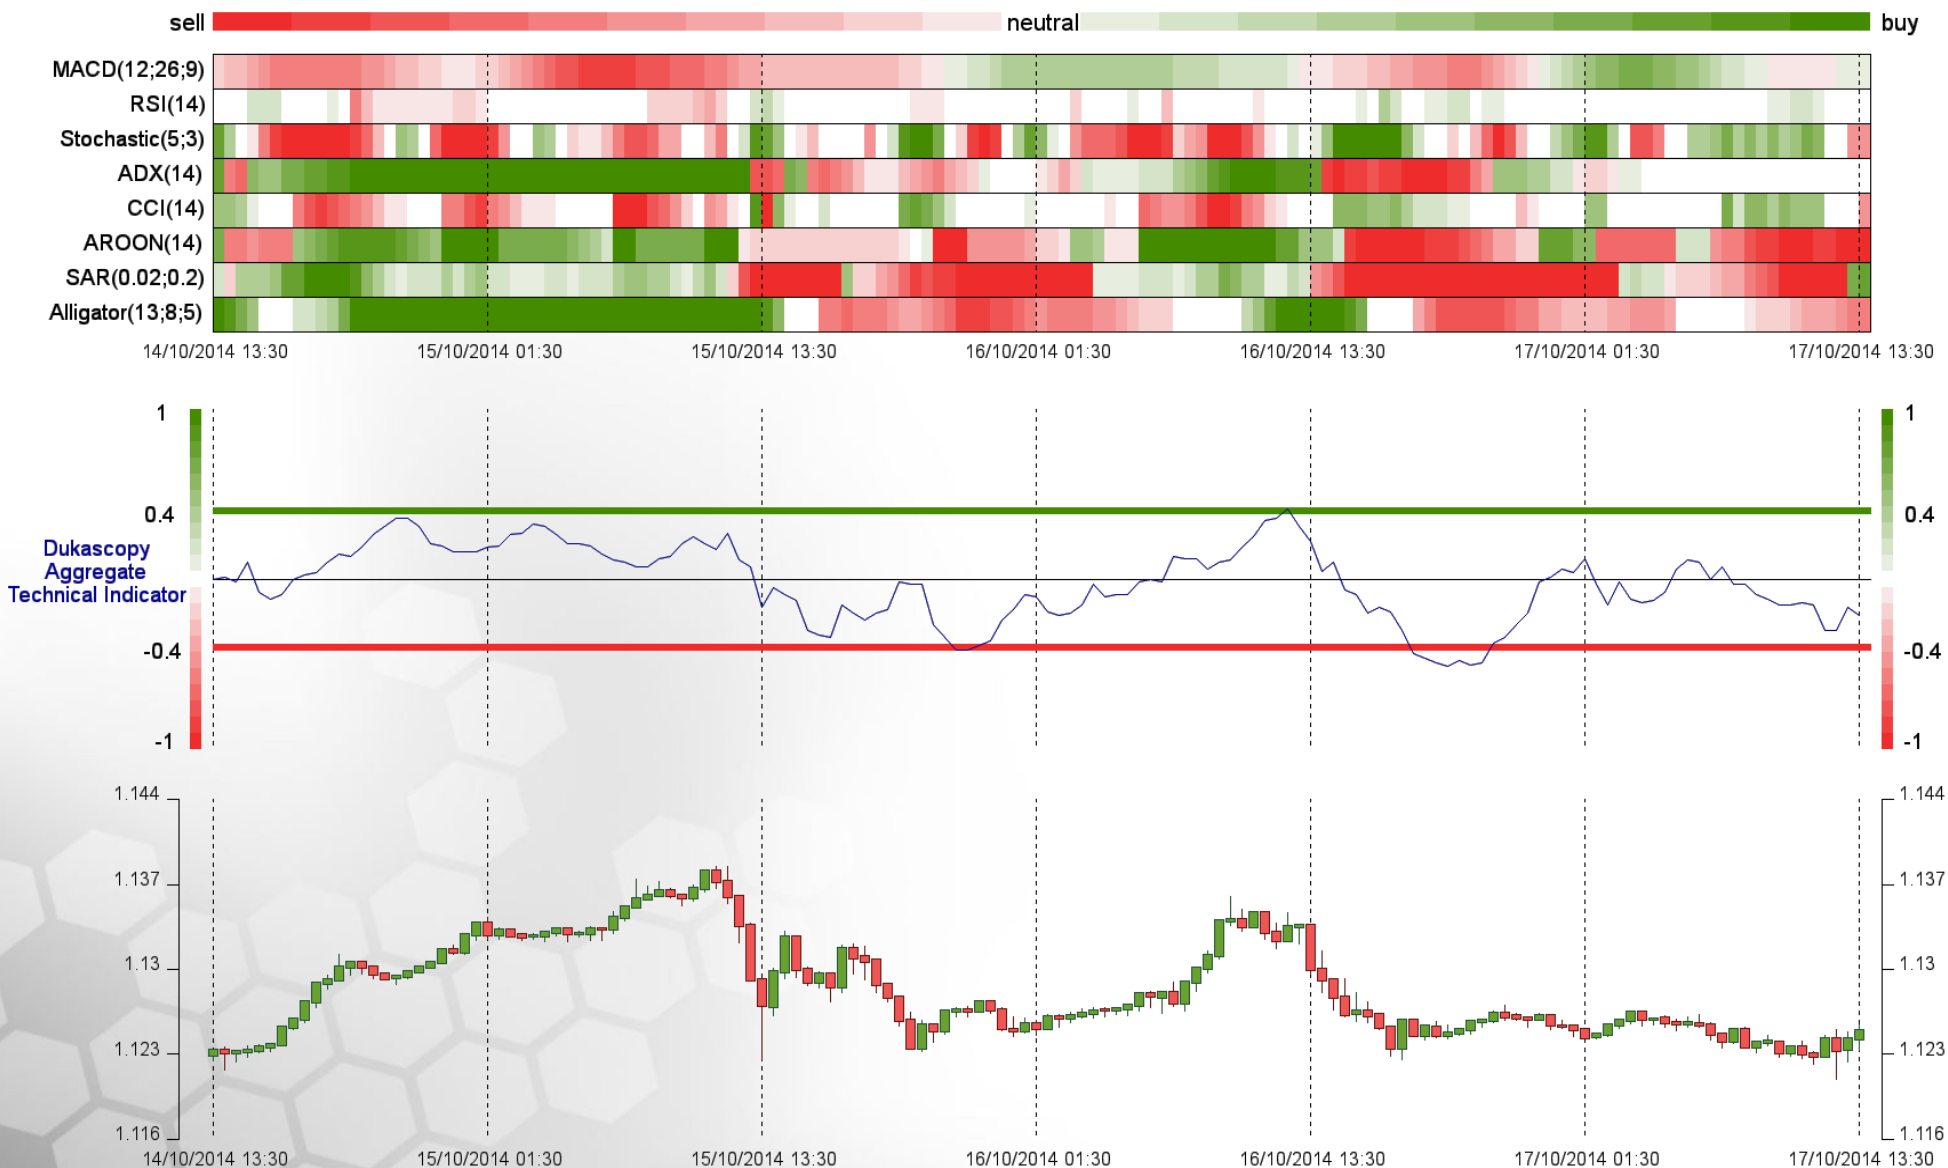 sell neutral buy
MACD(12;26;9)
RSI(14)
Stochastic(5;3)
ADX(14)
CCI(14)
AROON(14)
SAR(0.02;0.2)
Alligator(13;8;5)
14/10/2014 13:30 15/10/2014 01:30 15/10/2014 13:30 16/10/2014 01:30 16/10/2014 13:30 17/10/2014 01:30 17/10/2014 13:30
1 1
0.4 0.4
Dukascopy
Aggregate
Technical Indicator
-0.4 -0.4
-1 -1
1.144 1.144
1.137 1.137
1.13 1.13
1.123 1.123
1.116 1.116
14/10/2014 13:30 15/10/2014 01:30 15/10/2014 13:30 16/10/2014 01:30 16/10/2014 13:30 17/10/2014 01:30 17/10/2014 13:30